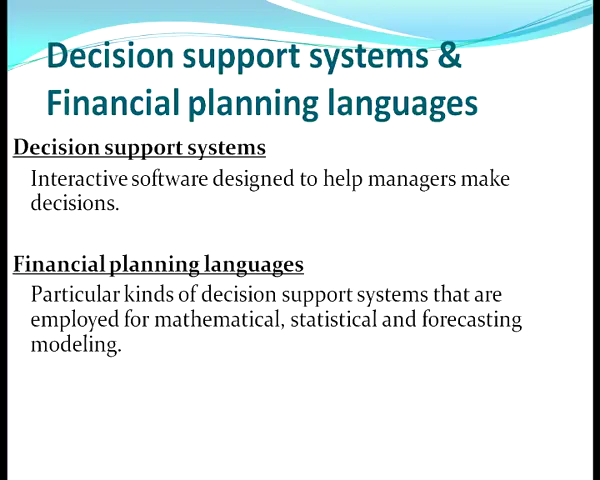 Decision support systems &
Financial planning languages
Decision support systems
Interactive software designed to help managers make
decisions.
Financial planning languages
Particular kinds of decision support systems that are
employed for mathematical, statistical and forecasting
modeling.